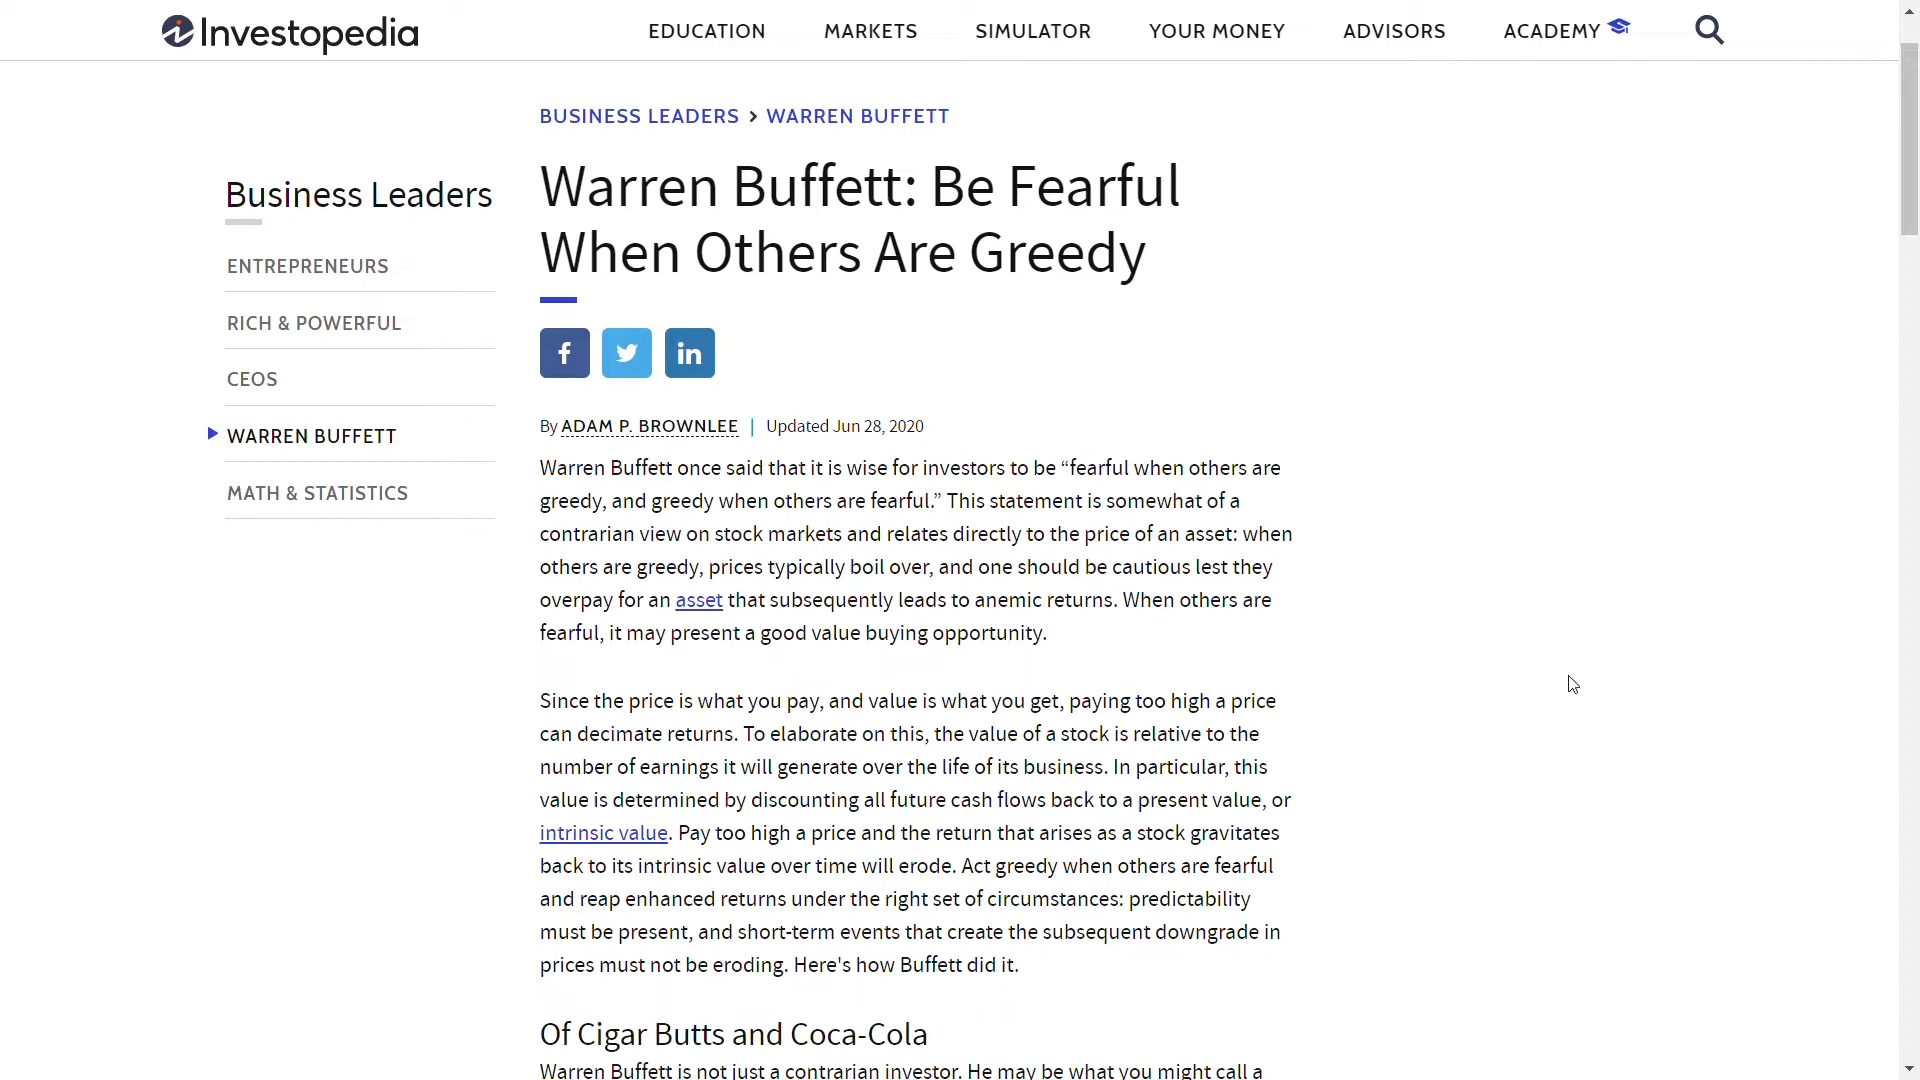 Investopedia
EDUCATION MARKETS SIMULATOR YOUR MONEY ADVISORS ACADEMY
BUSINESS LEADERS > WARREN BUFFETT
Business Leaders
ENTREPRENEURS
RICH & POWERFUL
CEOS
WARREN BUFFETT
MATH & STATISTICS
Warren Buffett: Be Fearful
When Others Are Greedy
f
in
By ADAM P. BROWNLEE | Updated Jun 28, 2020
Warren Buffett once said that it is wise for investors to be “fearful when others are
greedy, and greedy when others are fearful.” This statement is somewhat of a
contrarian view on stock markets and relates directly to the price of an asset: when
others are greedy, prices typically boil over, and one should be cautious lest they
overpay for an asset that subsequently leads to anemic returns. When others are
fearful, it may present a good value buying opportunity.
Since the price is what you pay, and value is what you get, paying too high a price
can decimate returns. To elaborate on this, the value of a stock is relative to the
number of earnings it will generate over the life of its business. In particular, this
value is determined by discounting all future cash flows back to a present value, or
intrinsic value. Pay too high a price and the return that arises as a stock gravitates
back to its intrinsic value over time will erode. Act greedy when others are fearful
and reap enhanced returns under the right set of circumstances: predictability
must be present, and short-term events that create the subsequent downgrade in
prices must not be eroding. Here's how Buffett did it.
Of Cigar Butts and Coca-Cola
Warren Buffett is not just a contrarian investor. He may be what you might call a